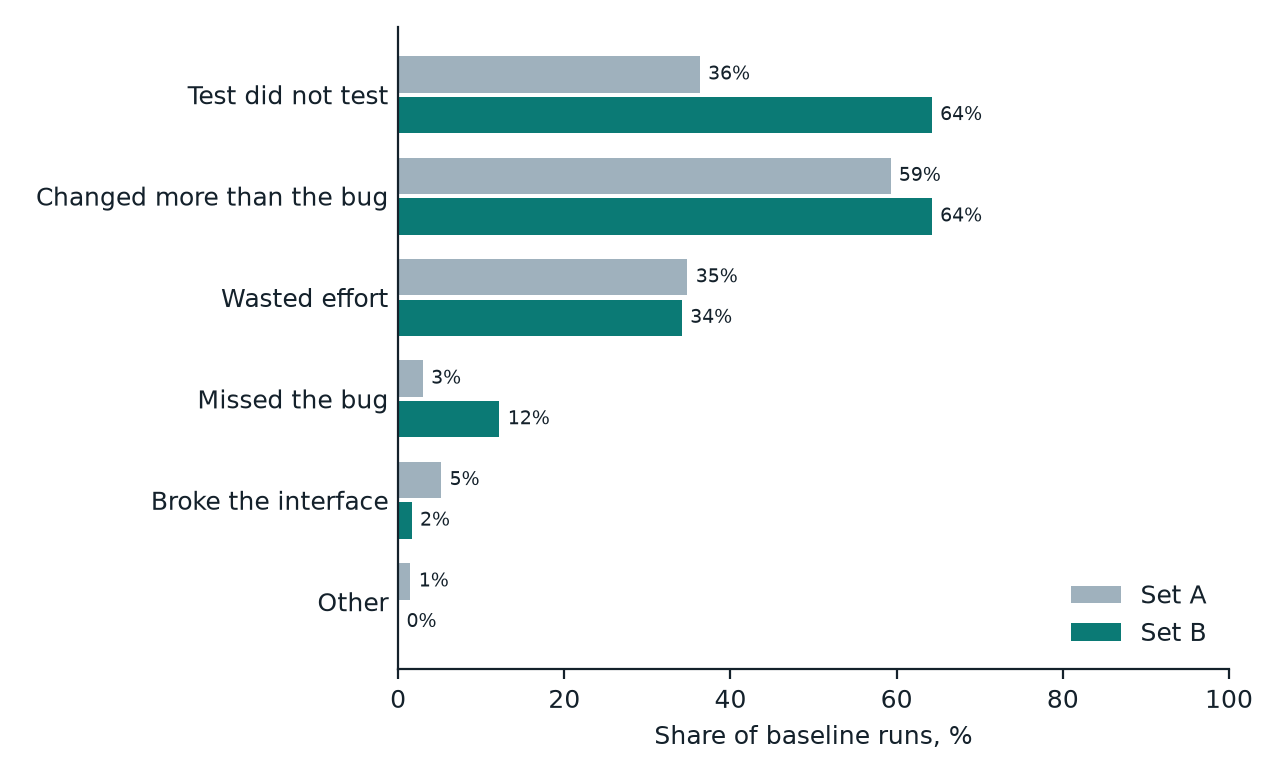 Test did not test
36%
64%
Changed more than the bug
59%
64%
Wasted effort
35%
34%
Missed the bug
3%
12%
Broke the interface
5%
2%
Other
1%
0%
Set A
Set B
0 20 40 60 80 100
Share of baseline runs, %